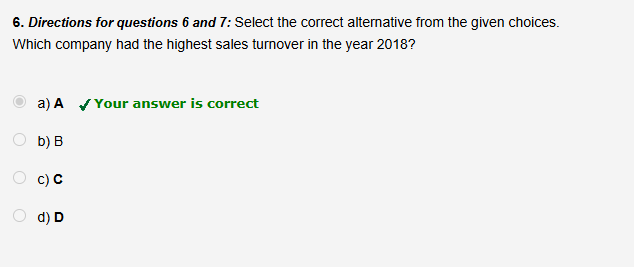 6. Directions for questions 6 and 7: Select the correct alternative from the given choices.
Which company had the highest sales turnover in the year 2018?
a) A ✓Your answer is correct
b) B
c) C
d) D